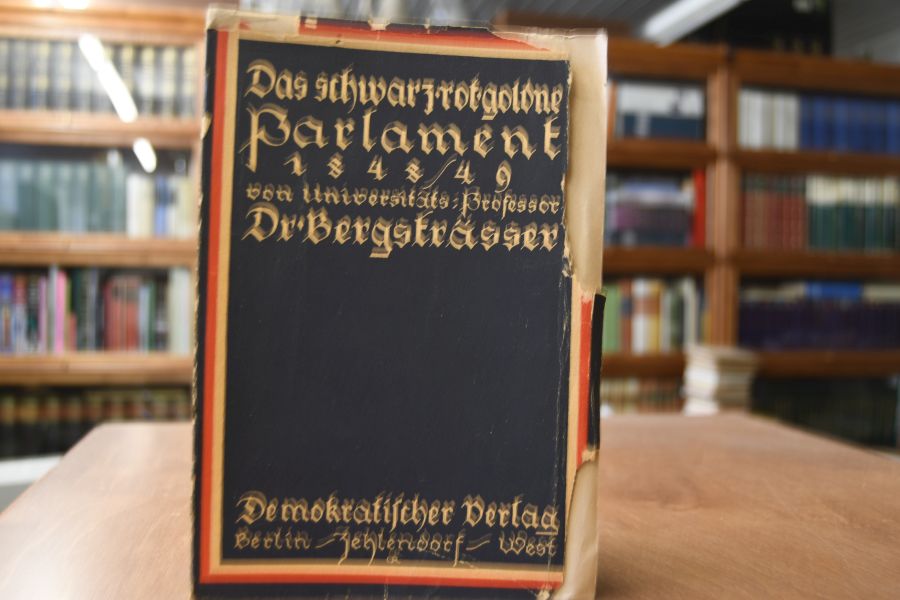 Das schwarz-rot-goldne
Parlament
1848/49
von Universitäts-Professor
Dr. Bergsträsser
Demokratischer Verlag
Berlin – Zehlendorf – West